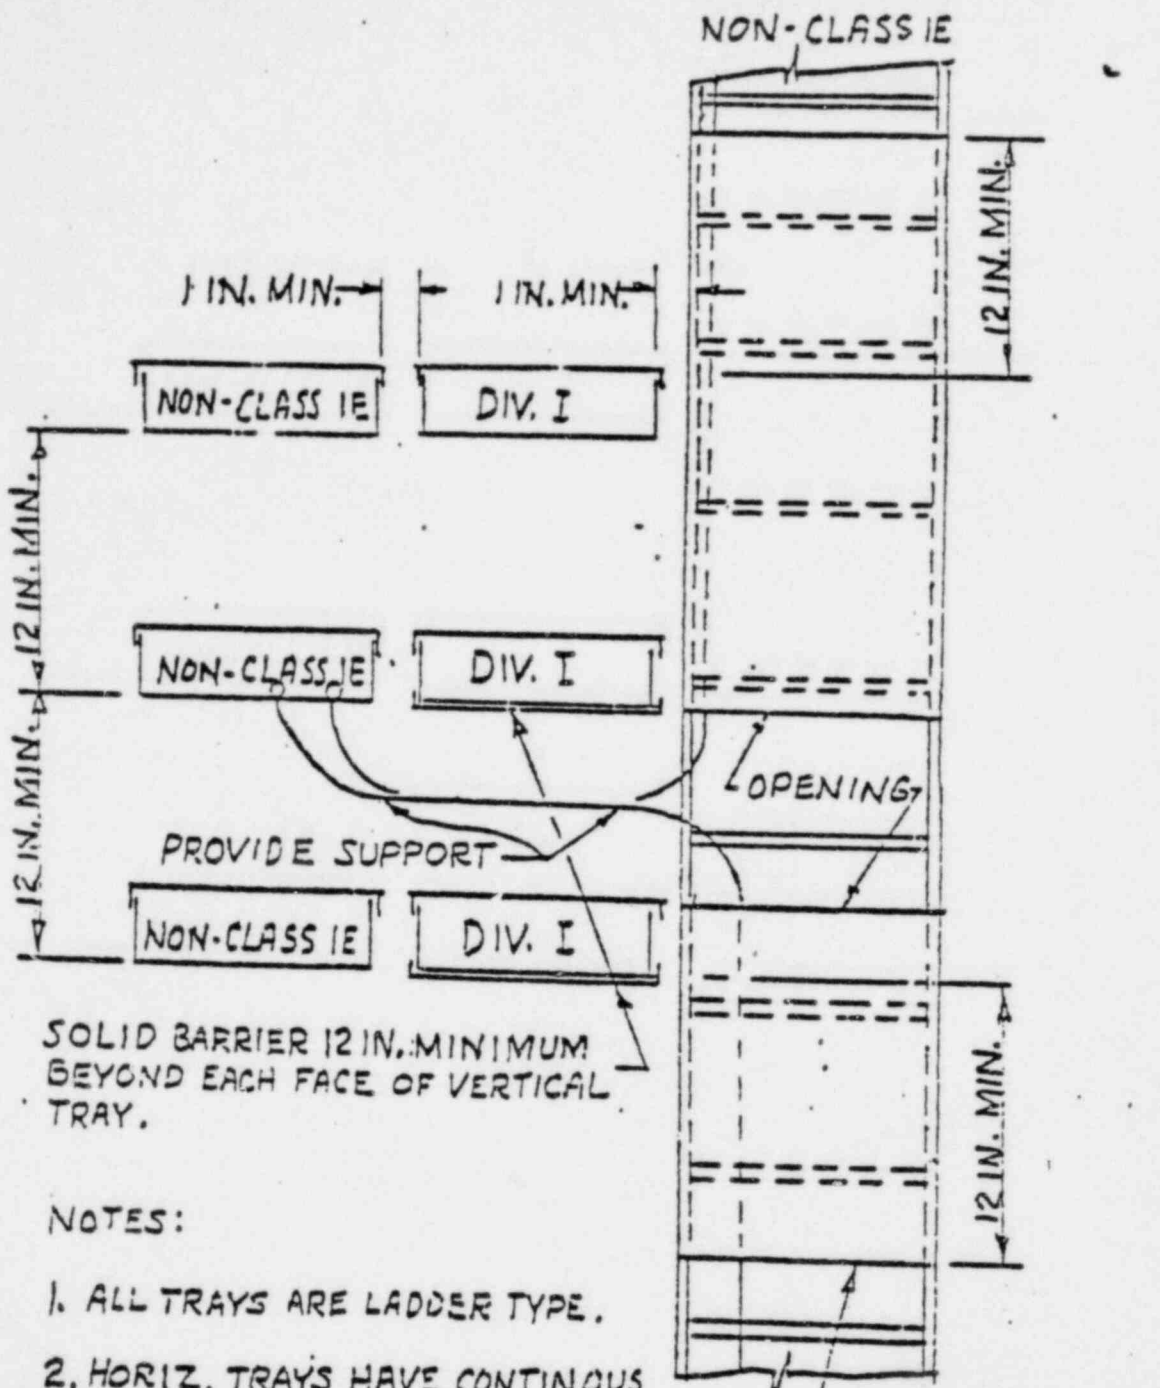 NON-CLASS IE
12 IN. MIN.
1 IN. MIN.
1 IN. MIN.
NON-CLASS IE
DIV. I
12 IN. MIN.
NON-CLASS IE
DIV. I
12 IN. MIN.
OPENING
PROVIDE SUPPORT
NON-CLASS IE
DIV. I
SOLID BARRIER 12 IN. MINIMUM
BEYOND EACH FACE OF VERTICAL
TRAY.
12 IN. MIN.
NOTES:
1. ALL TRAYS ARE LADDER TYPE.
2. HORIZ. TRAYS HAVE CONTINOUS